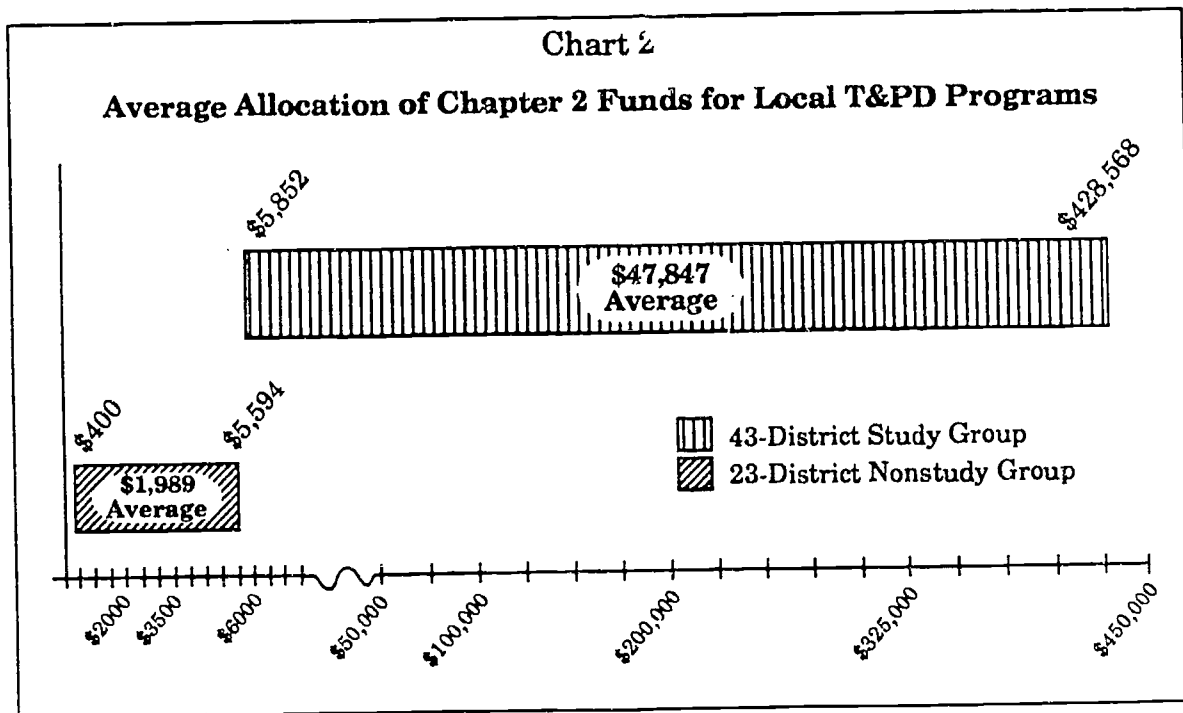 Chart 2
Average Allocation of Chapter 2 Funds for Local T&PD Programs
$5,852
$428,568
$47,847
Average
$400
$5,594
43-District Study Group
$1,989
Average
23-District Nonstudy Group
$2000
$3500
$6000
$50,000
$100,000
$200,000
$325,000
$450,000